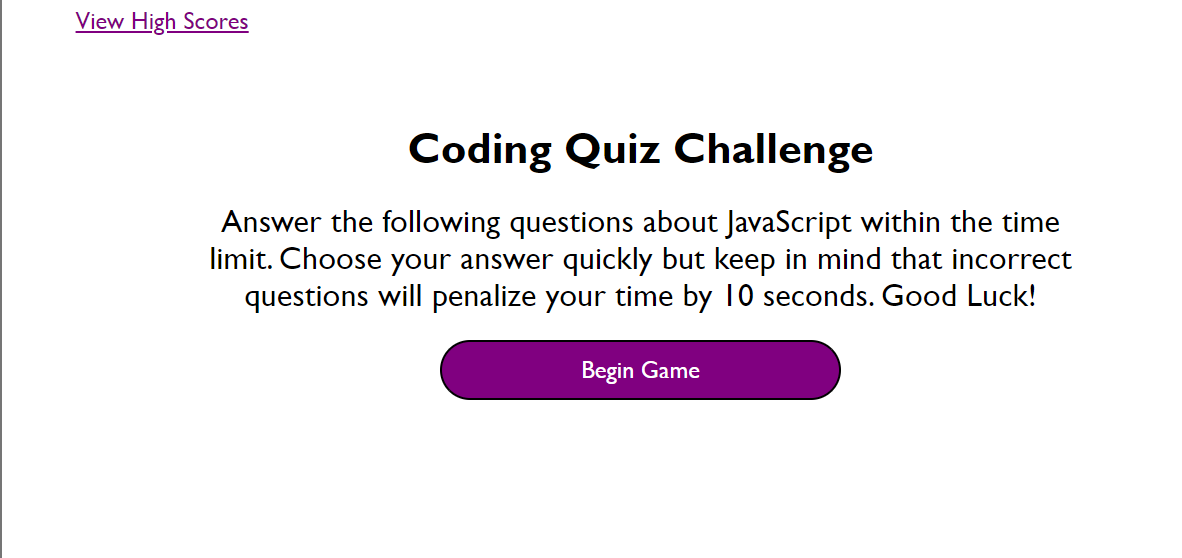 View High Scores
Coding Quiz Challenge
Answer the following questions about JavaScript within the time
limit. Choose your answer quickly but keep in mind that incorrect
questions will penalize your time by 10 seconds. Good Luck!
Begin Game